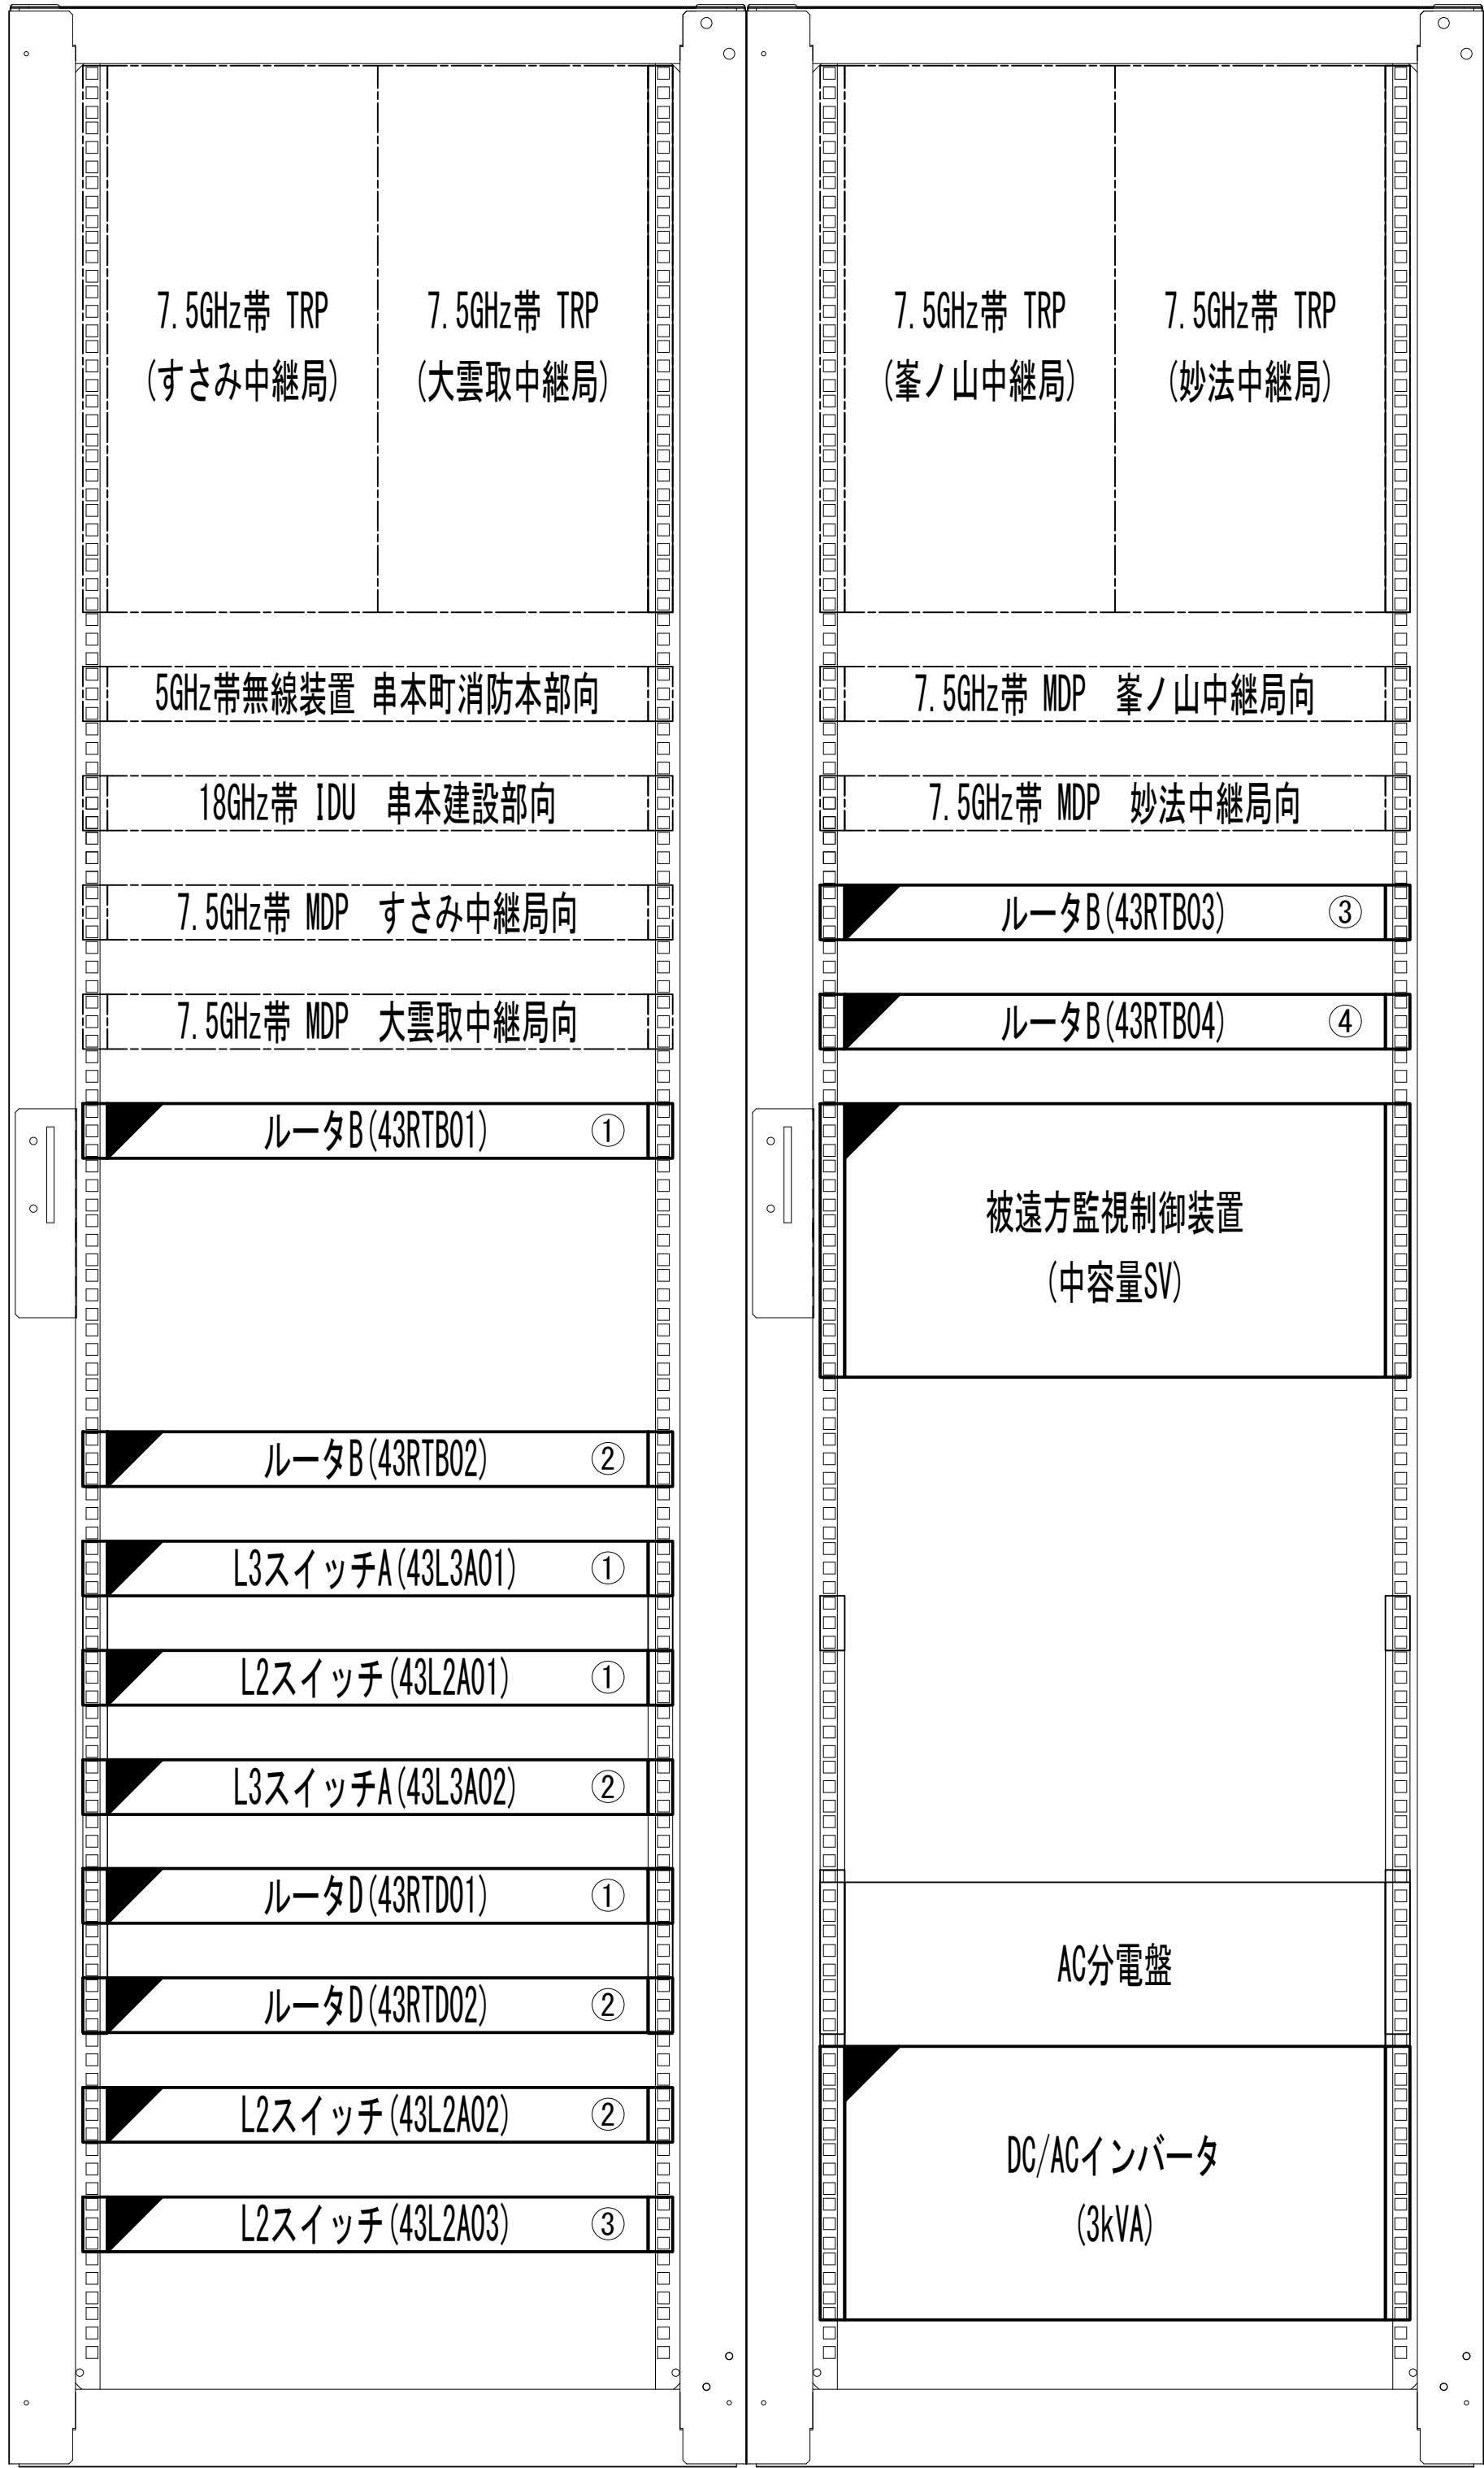 7.5GHz帯 TRP
(すさみ中継局)
7.5GHz帯 TRP
(大雲取中継局)
5GHz帯無線装置 串本町消防本部向
18GHz帯 IDU 串本建設部向
7.5GHz帯 MDP すさみ中継局向
7.5GHz帯 MDP 大雲取中継局向
ルータB(43RTB01) ①
ルータB(43RTB02) ②
L3スイッチA(43L3A01) ①
L2スイッチ(43L2A01) ①
L3スイッチA(43L3A02) ②
ルータD(43RTD01) ①
ルータD(43RTD02) ②
L2スイッチ(43L2A02) ②
L2スイッチ(43L2A03) ③
7.5GHz帯 TRP
(峯ノ山中継局)
7.5GHz帯 TRP
(妙法中継局)
7.5GHz帯 MDP 峯ノ山中継局向
7.5GHz帯 MDP 妙法中継局向
ルータB(43RTB03) ③
ルータB(43RTB04) ④
被遠方監視制御装置
(中容量SV)
AC分電盤
DC/ACインバータ
(3kVA)